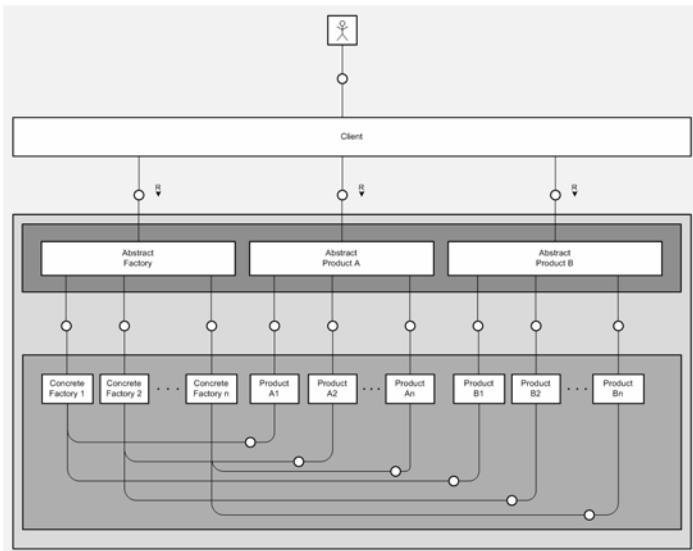 Client
R
R
R
Abstract
Factory
Abstract
Product A
Abstract
Product B
Concrete
Factory 1
Concrete
Factory 2
. . .
Concrete
Factory n
Product
A1
Product
A2
. . .
Product
An
Product
B1
Product
B2
. . .
Product
Bn